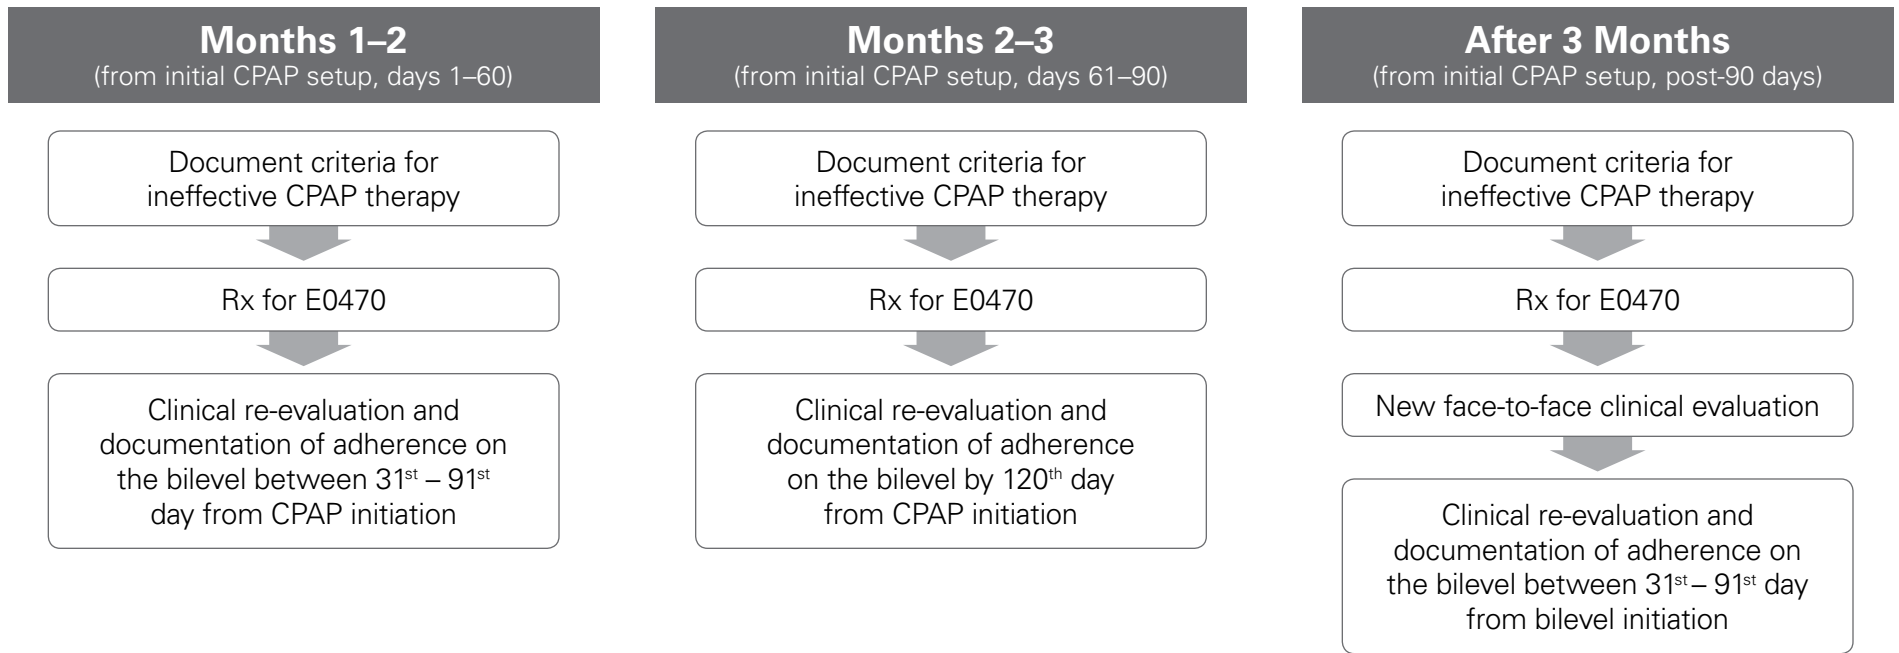 Months 1–2
(from initial CPAP setup, days 1–60)
Document criteria for
ineffective CPAP therapy
Rx for E0470
Clinical re-evaluation and
documentation of adherence on
the bilevel between 31st – 91st
day from CPAP initiation
Months 2–3
(from initial CPAP setup, days 61–90)
Document criteria for
ineffective CPAP therapy
Rx for E0470
Clinical re-evaluation and
documentation of adherence
on the bilevel by 120th day
from CPAP initiation
After 3 Months
(from initial CPAP setup, post-90 days)
Document criteria for
ineffective CPAP therapy
Rx for E0470
New face-to-face clinical evaluation
Clinical re-evaluation and
documentation of adherence on
the bilevel between 31st – 91st day
from bilevel initiation